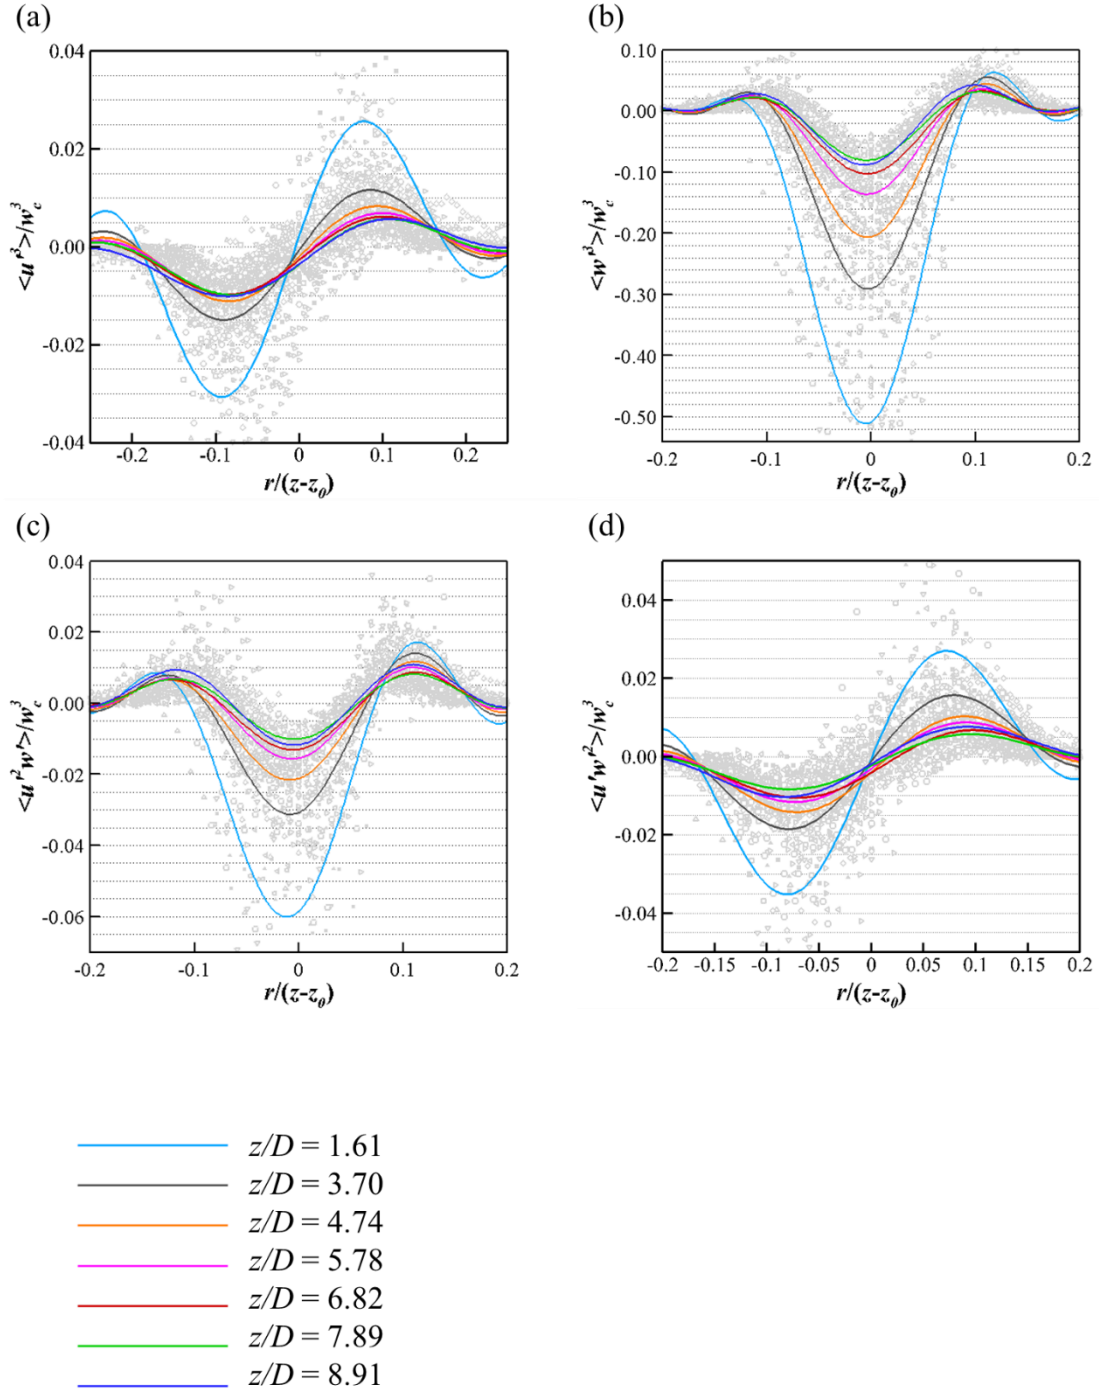 (a)
0.04
0.02
0.00
-0.02
-0.04
<u'³>/w³c
-0.2 -0.1 0 0.1 0.2
r/(z-z₀)
(b)
0.10
0.00
-0.10
-0.20
-0.30
-0.40
-0.50
<w'³>/w³c
-0.2 -0.1 0 0.1 0.2
r/(z-z₀)
(c)
0.04
0.02
0.00
-0.02
-0.04
-0.06
<u'²w'>/w³c
-0.2 -0.1 0 0.1 0.2
r/(z-z₀)
(d)
0.04
0.02
0.00
-0.02
-0.04
<u'w'²>/w³c
-0.2 -0.15 -0.1 -0.05 0 0.05 0.1 0.15 0.2
r/(z-z₀)
z/D = 1.61
z/D = 3.70
z/D = 4.74
z/D = 5.78
z/D = 6.82
z/D = 7.89
z/D = 8.91